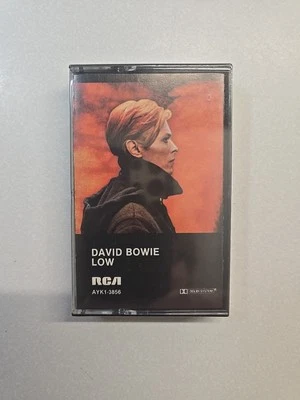 DAVID BOWIE
LOW
RCA
AYK1-3856